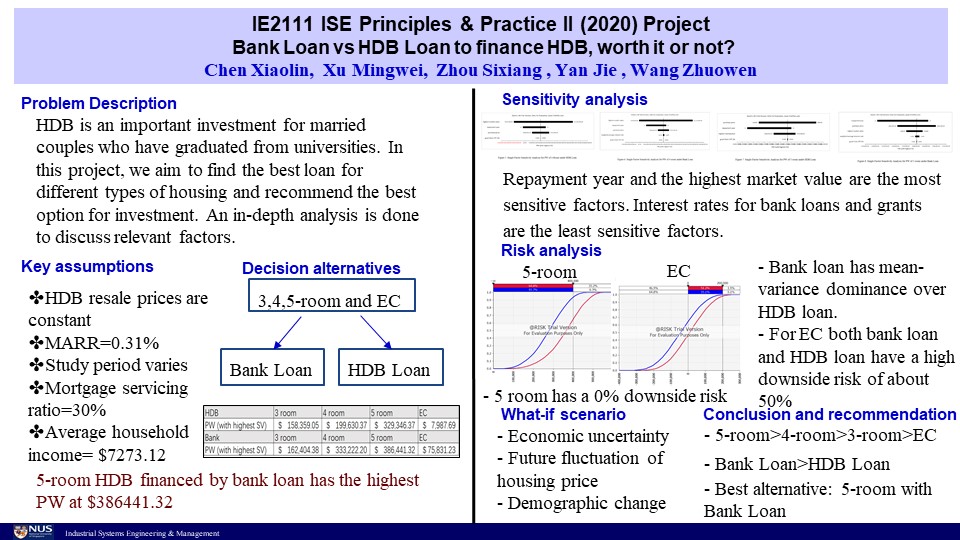 IE2111 ISE Principles & Practice II (2020) Project
Bank Loan vs HDB Loan to finance HDB, worth it or not?
Chen Xiaolin, Xu Mingwei, Zhou Sixiang , Yan Jie , Wang Zhuowen
Problem Description
HDB is an important investment for married
couples who have graduated from universities. In
this project, we aim to find the best loan for
different types of housing and recommend the best
option for investment. An in-depth analysis is done
to discuss relevant factors.
Key assumptions
✤HDB resale prices are
constant
✤MARR=0.31%
✤Study period varies
✤Mortgage servicing
ratio=30%
✤Average household
income= $7273.12
Decision alternatives
3,4,5-room and EC
Bank Loan
HDB Loan
HDB 3 room 4 room 5 room EC
PW (with highest SV) $ 158,359.05 $ 199,630.37 $ 329,346.37 $ 7,987.69
Bank 3 room 4 room 5 room EC
PW (with highest SV) $ 162,404.38 $ 333,222.20 $ 386,441.32 $ 75,831.23
5-room HDB financed by bank loan has the highest
PW at $386441.32
Sensitivity analysis
Repayment year and the highest market value are the most
sensitive factors. Interest rates for bank loans and grants
are the least sensitive factors.
Risk analysis
5-room
EC
@RISK Trial Version
For Evaluation Purposes Only
@RISK Trial Version
For Evaluation Purposes Only
- 5 room has a 0% downside risk
- Bank loan has mean-
variance dominance over
HDB loan.
- For EC both bank loan
and HDB loan have a high
downside risk of about
50%
What-if scenario
- Economic uncertainty
- Future fluctuation of
housing price
- Demographic change
Conclusion and recommendation
- 5-room>4-room>3-room>EC
- Bank Loan>HDB Loan
- Best alternative: 5-room with
Bank Loan
NUS
Industrial Systems Engineering & Management